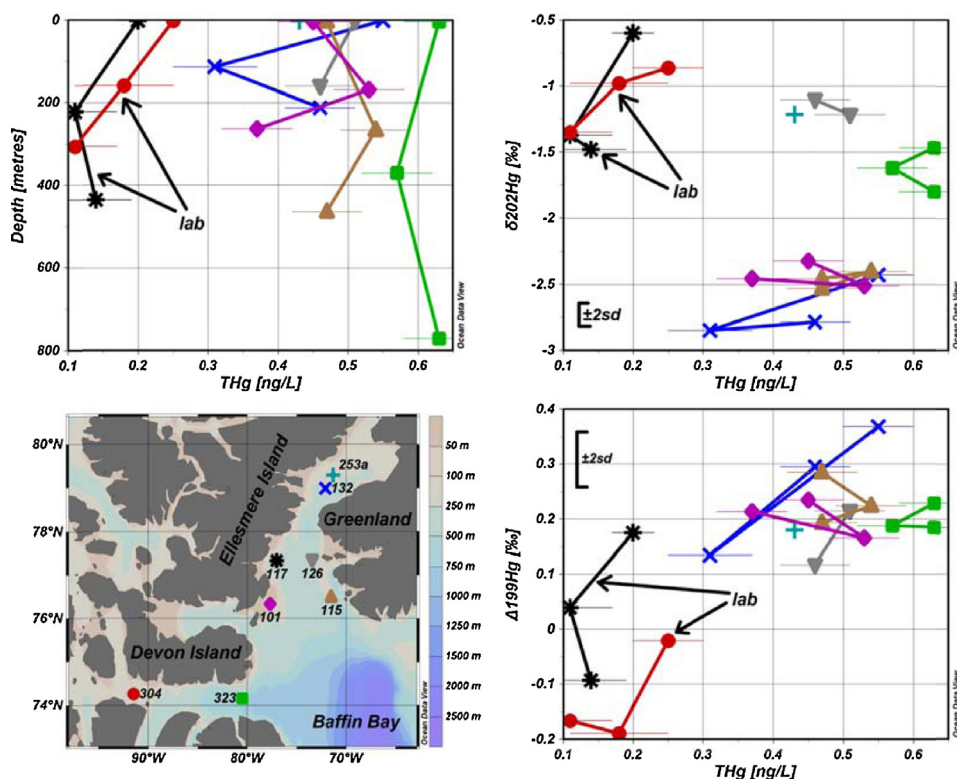 0
200
400
600
800
Depth [metres]
0.1 0.2 0.3 0.4 0.5 0.6
THg [ng/L]
lab
Ocean Data View
-0.5
-1
-1.5
-2
-2.5
-3
δ202Hg [‰]
0.1 0.2 0.3 0.4 0.5 0.6
THg [ng/L]
lab
±2sd
Ocean Data View
80°N
78°N
76°N
74°N
90°W 80°W 70°W
Ellesmere Island
253a
132
Greenland
117
126
101
115
Devon Island
304
323
Baffin Bay
50 m
100 m
250 m
500 m
750 m
1000 m
1250 m
1500 m
2000 m
2500 m
Ocean Data View
0.4
0.3
0.2
0.1
0
-0.1
-0.2
Δ199Hg [‰]
±2sd
lab
0.1 0.2 0.3 0.4 0.5 0.6
THg [ng/L]
Ocean Data View